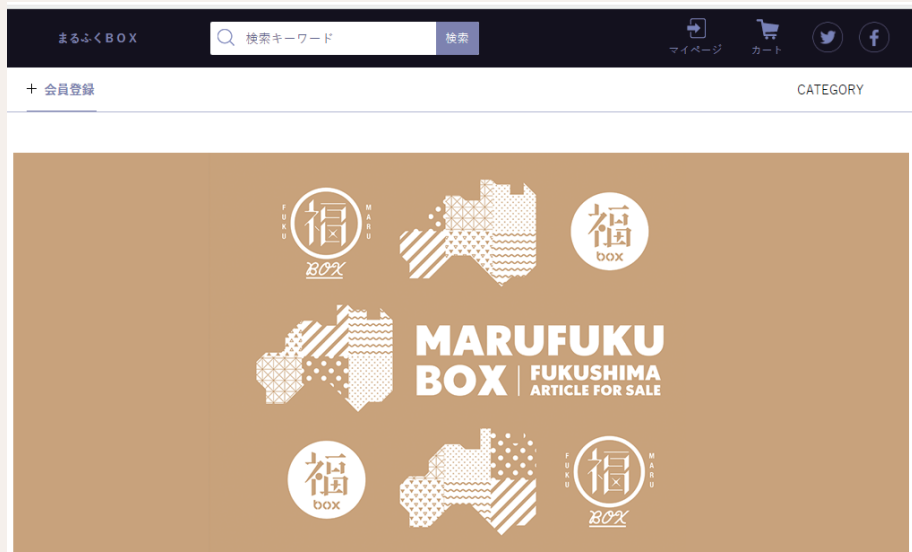 まるふくBOX
検索キーワード
検索
マイページ
カート
+ 会員登録
CATEGORY
FUKU
福
MARU
BOX
福
box
MARUFUKU
BOX
FUKUSHIMA
ARTICLE FOR SALE
福
box
FUKU
福
MARU
BOX